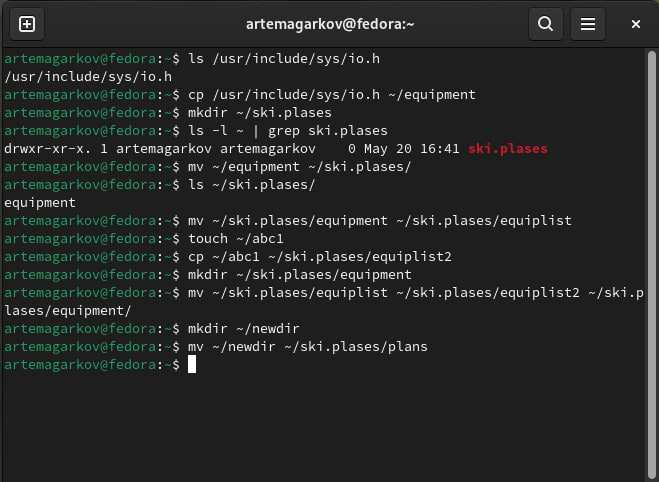 artemagarkov@fedora:~
artemagarkov@fedora:~$ ls /usr/include/sys/io.h
/usr/include/sys/io.h
artemagarkov@fedora:~$ cp /usr/include/sys/io.h ~/equipment
artemagarkov@fedora:~$ mkdir ~/ski.plases
artemagarkov@fedora:~$ ls -l ~ | grep ski.plases
drwxr-xr-x. 1 artemagarkov artemagarkov    0 May 20 16:41 ski.plases
artemagarkov@fedora:~$ mv ~/equipment ~/ski.plases/
artemagarkov@fedora:~$ ls ~/ski.plases/
equipment
artemagarkov@fedora:~$ mv ~/ski.plases/equipment ~/ski.plases/equiplist
artemagarkov@fedora:~$ touch ~/abc1
artemagarkov@fedora:~$ cp ~/abc1 ~/ski.plases/equiplist2
artemagarkov@fedora:~$ mkdir ~/ski.plases/equipment
artemagarkov@fedora:~$ mv ~/ski.plases/equiplist ~/ski.plases/equiplist2 ~/ski.p
lases/equipment/
artemagarkov@fedora:~$ mkdir ~/newdir
artemagarkov@fedora:~$ mv ~/newdir ~/ski.plases/plans
artemagarkov@fedora:~$